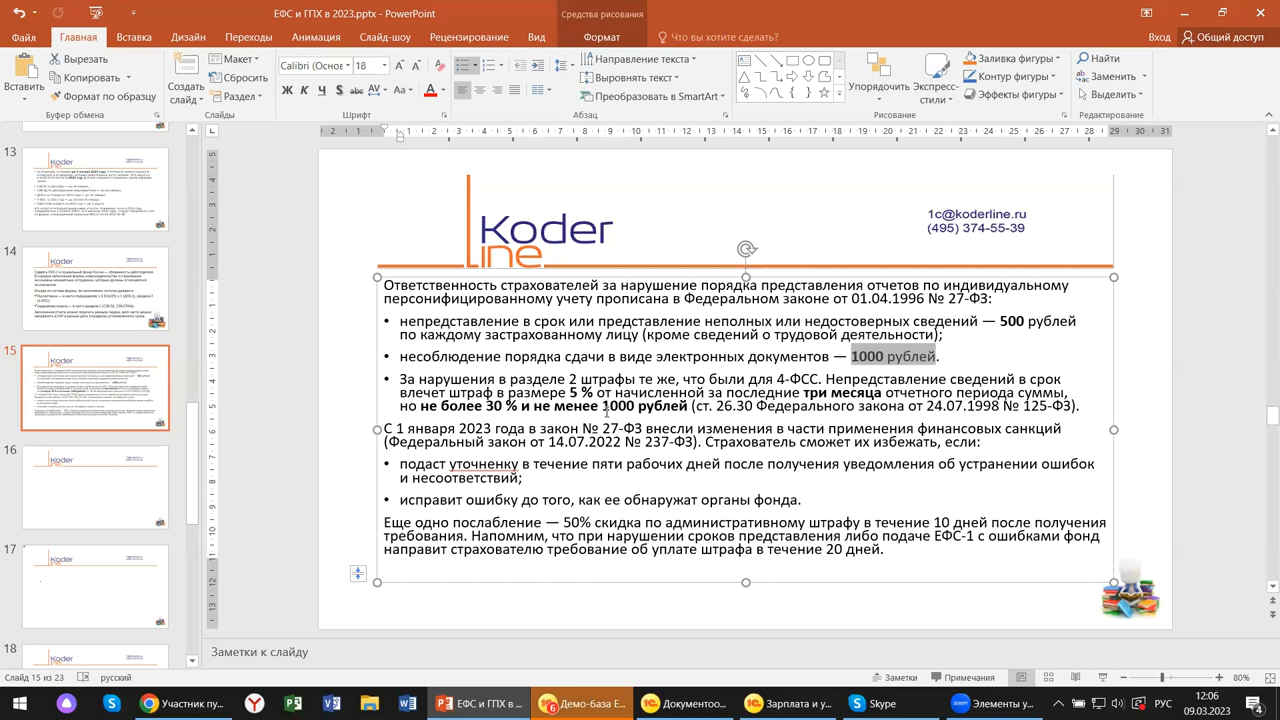 ЕФС и ГПХ в 2023.pptx - PowerPoint
Средства рисования
Файл Главная Вставка Дизайн Переходы Анимация Слайд-шоу Рецензирование Вид Формат Что вы хотите сделать? Вход Общий доступ
Вставить
Вырезать
Копировать
Формат по образцу
Буфер обмена
Создать слайд
Макет
Сбросить
Раздел
Слайды
Calibri (Основ 18
Ж К Ч S abc AV Aa A
Шрифт
Направление текста
Выровнять текст
Преобразовать в SmartArt
Абзац
Упорядочить
Экспресс-стили
Заливка фигуры
Контур фигуры
Эффекты фигуры
Рисование
Найти
Заменить
Выделить
Редактирование
13
14
15
16
17
18
Koder
line
1c@koderline.ru
(495) 374-55-39
Ответственность страхователей за нарушение порядка представления отчетов по индивидуальному
персонифицированному учету прописана в Федеральном законе от 01.04.1996 № 27-ФЗ:
• непредставление в срок или представление неполных или недостоверных сведений — 500 рублей
по каждому застрахованному лицу (кроме сведений о трудовой деятельности);
• несоблюдение порядка сдачи в виде электронных документов — 1000 рублей.
• За нарушения в разделе 2 штрафы те же, что были для 4-ФСС. Непредставление сведений в срок
влечет штраф в размере 5 % от начисленной за последние три месяца отчетного периода суммы,
но не более 30 % и не менее 1000 рублей (ст. 26.30 Федерального закона от 24.07.1998 № 125-ФЗ).
С 1 января 2023 года в закон № 27-ФЗ внесли изменения в части применения финансовых санкций
(Федеральный закон от 14.07.2022 № 237-ФЗ). Страхователь сможет их избежать, если:
• подаст уточненку в течение пяти рабочих дней после получения уведомления об устранении ошибок
и несоответствий;
• исправит ошибку до того, как ее обнаружат органы фонда.
Еще одно послабление — 50% скидка по административному штрафу в течение 10 дней после получения
требования. Напомним, что при нарушении сроков представления либо подаче ЕФС-1 с ошибками фонд
направит страхователю требование об уплате штрафа в течение 20 дней.
Заметки к слайду
Слайд 15 из 23 русский Заметки Примечания 80%
Участник пу... ЕФС и ГПХ в ... Демо-база Е... Документоо... Зарплата и у... Skype Элементы у... РУС 12:06
09.03.2023